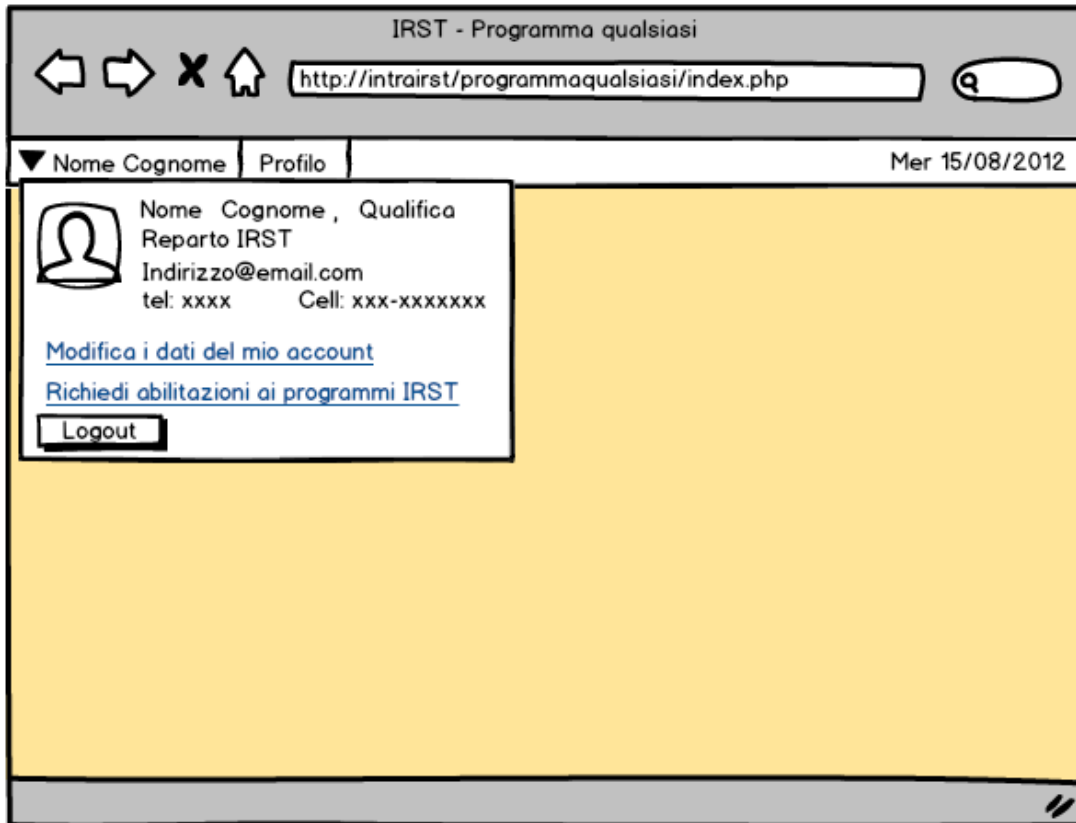 IRST - Programma qualsiasi
http://intrairst/programmaqualsiasi/index.php
Nome Cognome Profilo Mer 15/08/2012
Nome Cognome, Qualifica
Reparto IRST
Indirizzo@email.com
tel: xxxx Cell: xxx-xxxxxxx
Modifica i dati del mio account
Richiedi abilitazioni ai programmi IRST
Logout